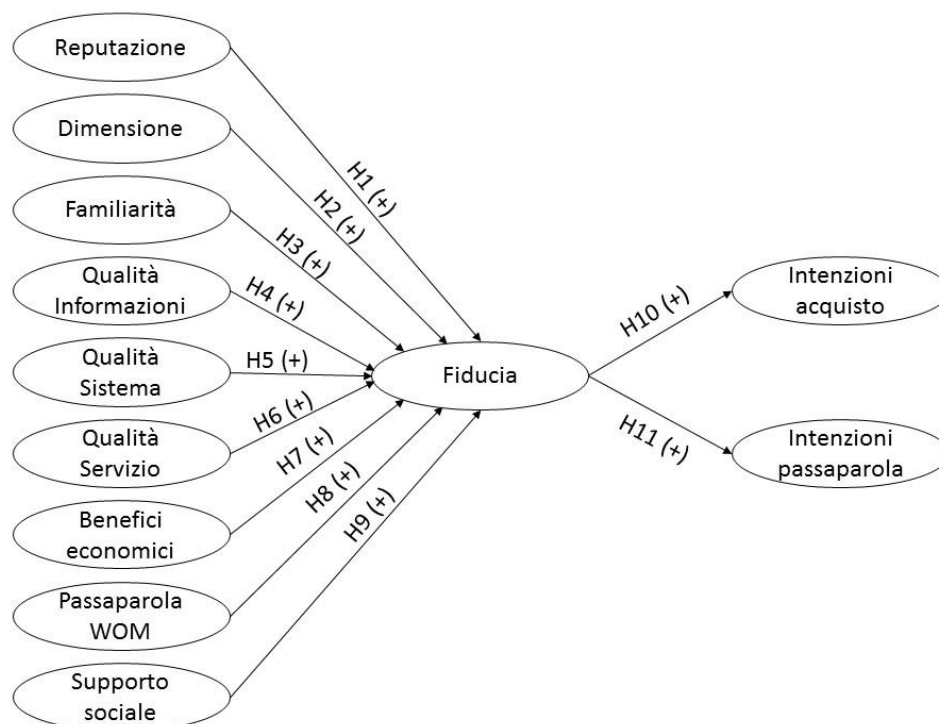 Reputazione
Dimensione
Familiarità
Qualità
Informazioni
Qualità
Sistema
Qualità
Servizio
Benefici
economici
Passaparola
WOM
Supporto
sociale
H1 (+)
H2 (+)
H3 (+)
H4 (+)
H5 (+)
H6 (+)
H7 (+)
H8 (+)
H9 (+)
Fiducia
H10 (+)
H11 (+)
Intenzioni
acquisto
Intenzioni
passaparola